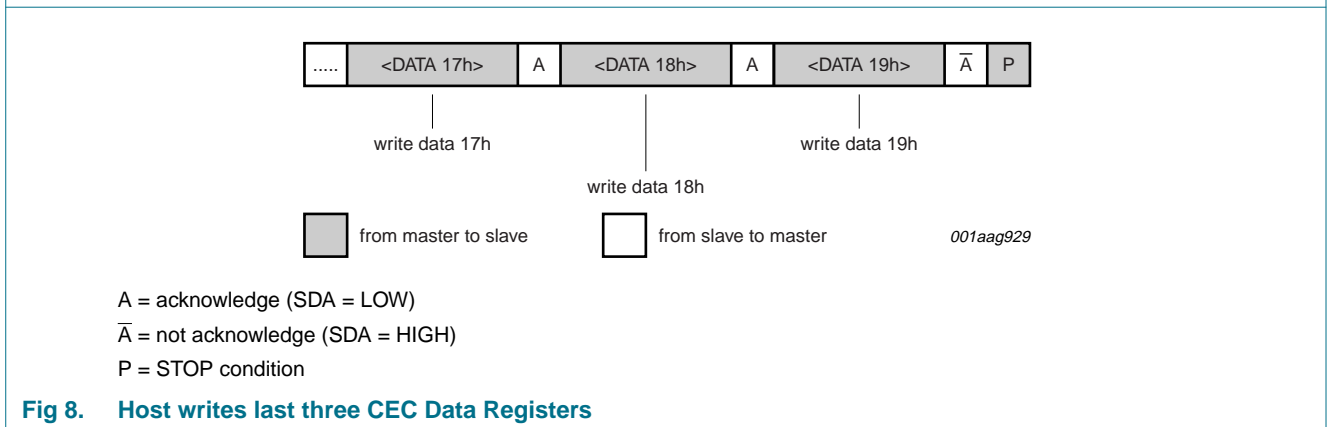 ..... <DATA 17h> A <DATA 18h> A <DATA 19h> A̅ P
write data 17h write data 19h
write data 18h
from master to slave from slave to master 001aag929
A = acknowledge (SDA = LOW)
A̅ = not acknowledge (SDA = HIGH)
P = STOP condition
Fig 8. Host writes last three CEC Data Registers